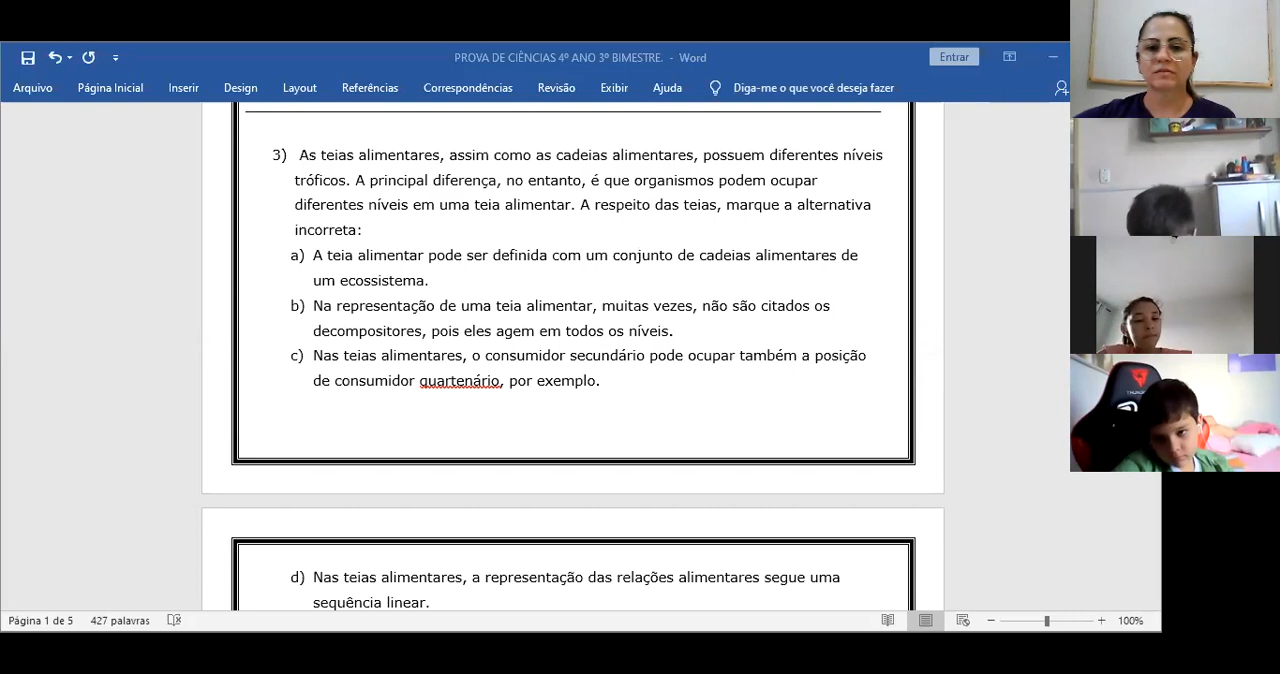 PROVA DE CIÊNCIAS 4º ANO 3º BIMESTRE. - Word
Entrar
Arquivo Página Inicial Inserir Design Layout Referências Correspondências Revisão Exibir Ajuda Diga-me o que você deseja fazer
3) As teias alimentares, assim como as cadeias alimentares, possuem diferentes níveis
tróficos. A principal diferença, no entanto, é que organismos podem ocupar
diferentes níveis em uma teia alimentar. A respeito das teias, marque a alternativa
incorreta:
a) A teia alimentar pode ser definida com um conjunto de cadeias alimentares de
um ecossistema.
b) Na representação de uma teia alimentar, muitas vezes, não são citados os
decompositores, pois eles agem em todos os níveis.
c) Nas teias alimentares, o consumidor secundário pode ocupar também a posição
de consumidor quartenário, por exemplo.
d) Nas teias alimentares, a representação das relações alimentares segue uma
sequência linear.
Página 1 de 5 427 palavras 100%